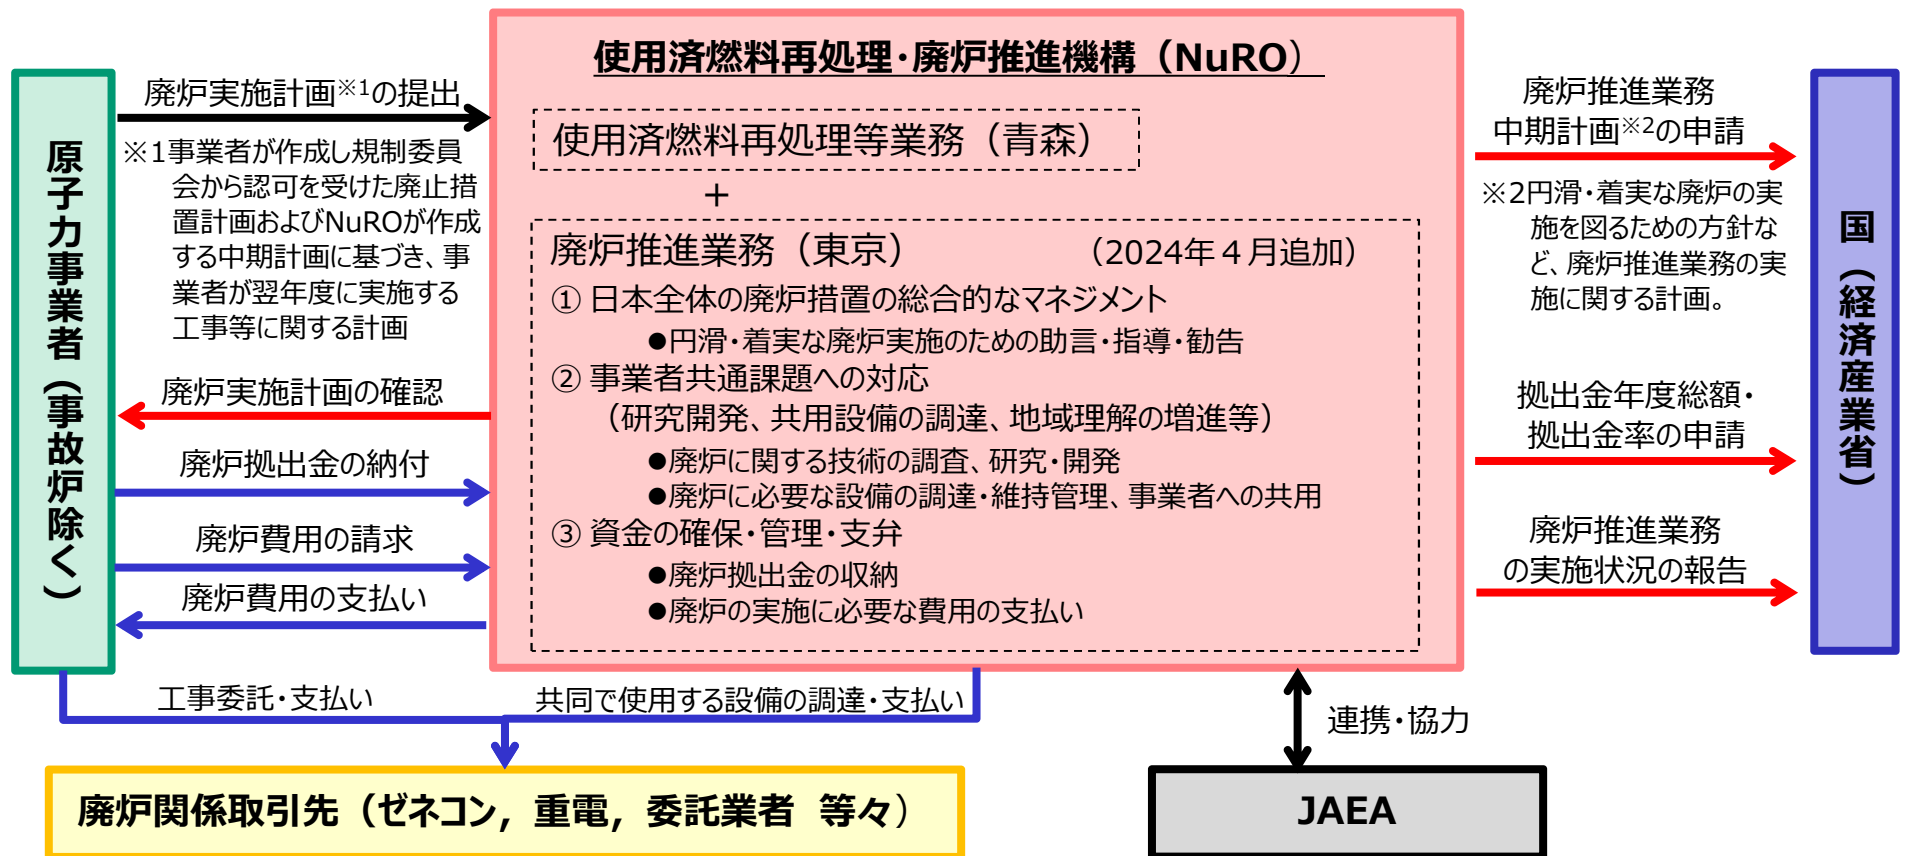 使用済燃料再処理・廃炉推進機構（NuRO）
使用済燃料再処理等業務（青森）
＋
廃炉推進業務（東京）　（2024年４月追加）
① 日本全体の廃炉措置の総合的なマネジメント
●円滑・着実な廃炉実施のための助言・指導・勧告
② 事業者共通課題への対応
（研究開発、共用設備の調達、地域理解の増進等）
●廃炉に関する技術の調査、研究・開発
●廃炉に必要な設備の調達・維持管理、事業者への共用
③ 資金の確保・管理・支弁
●廃炉拠出金の収納
●廃炉の実施に必要な費用の支払い
原子力事業者（事故炉除く）
廃炉実施計画※1の提出
※1事業者が作成し規制委員
会から認可を受けた廃止措
置計画およびNuROが作成
する中期計画に基づき、事
業者が翌年度に実施する
工事等に関する計画
廃炉実施計画の確認
廃炉拠出金の納付
廃炉費用の請求
廃炉費用の支払い
廃炉推進業務
中期計画※2の申請
※2円滑・着実な廃炉の実
施を図るための方針な
ど、廃炉推進業務の実
施に関する計画。
拠出金年度総額・
拠出金率の申請
廃炉推進業務
の実施状況の報告
国（経済産業省）
工事委託・支払い
共同で使用する設備の調達・支払い
連携・協力
廃炉関係取引先（ゼネコン, 重電, 委託業者 等々）
JAEA